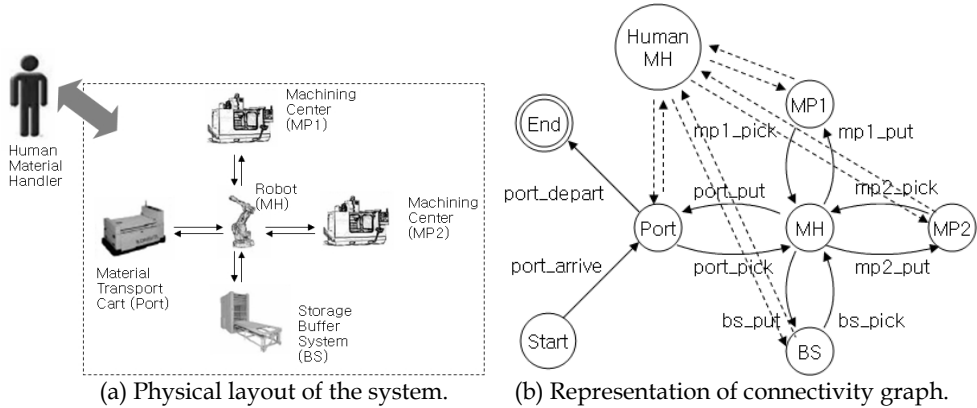 Human
Material
Handler
Machining
Center
(MP1)
Robot
(MH)
Machining
Center
(MP2)
Material
Transport
Cart (Port)
Storage
Buffer
System
(BS)
(a) Physical layout of the system.
Human
MH
MP1
End
mp1_pick
mp1_put
port_depart
port_put
mp2_pick
Port
MH
MP2
port_arrive
port_pick
mp2_put
bs_put
bs_pick
Start
BS
(b) Representation of connectivity graph.